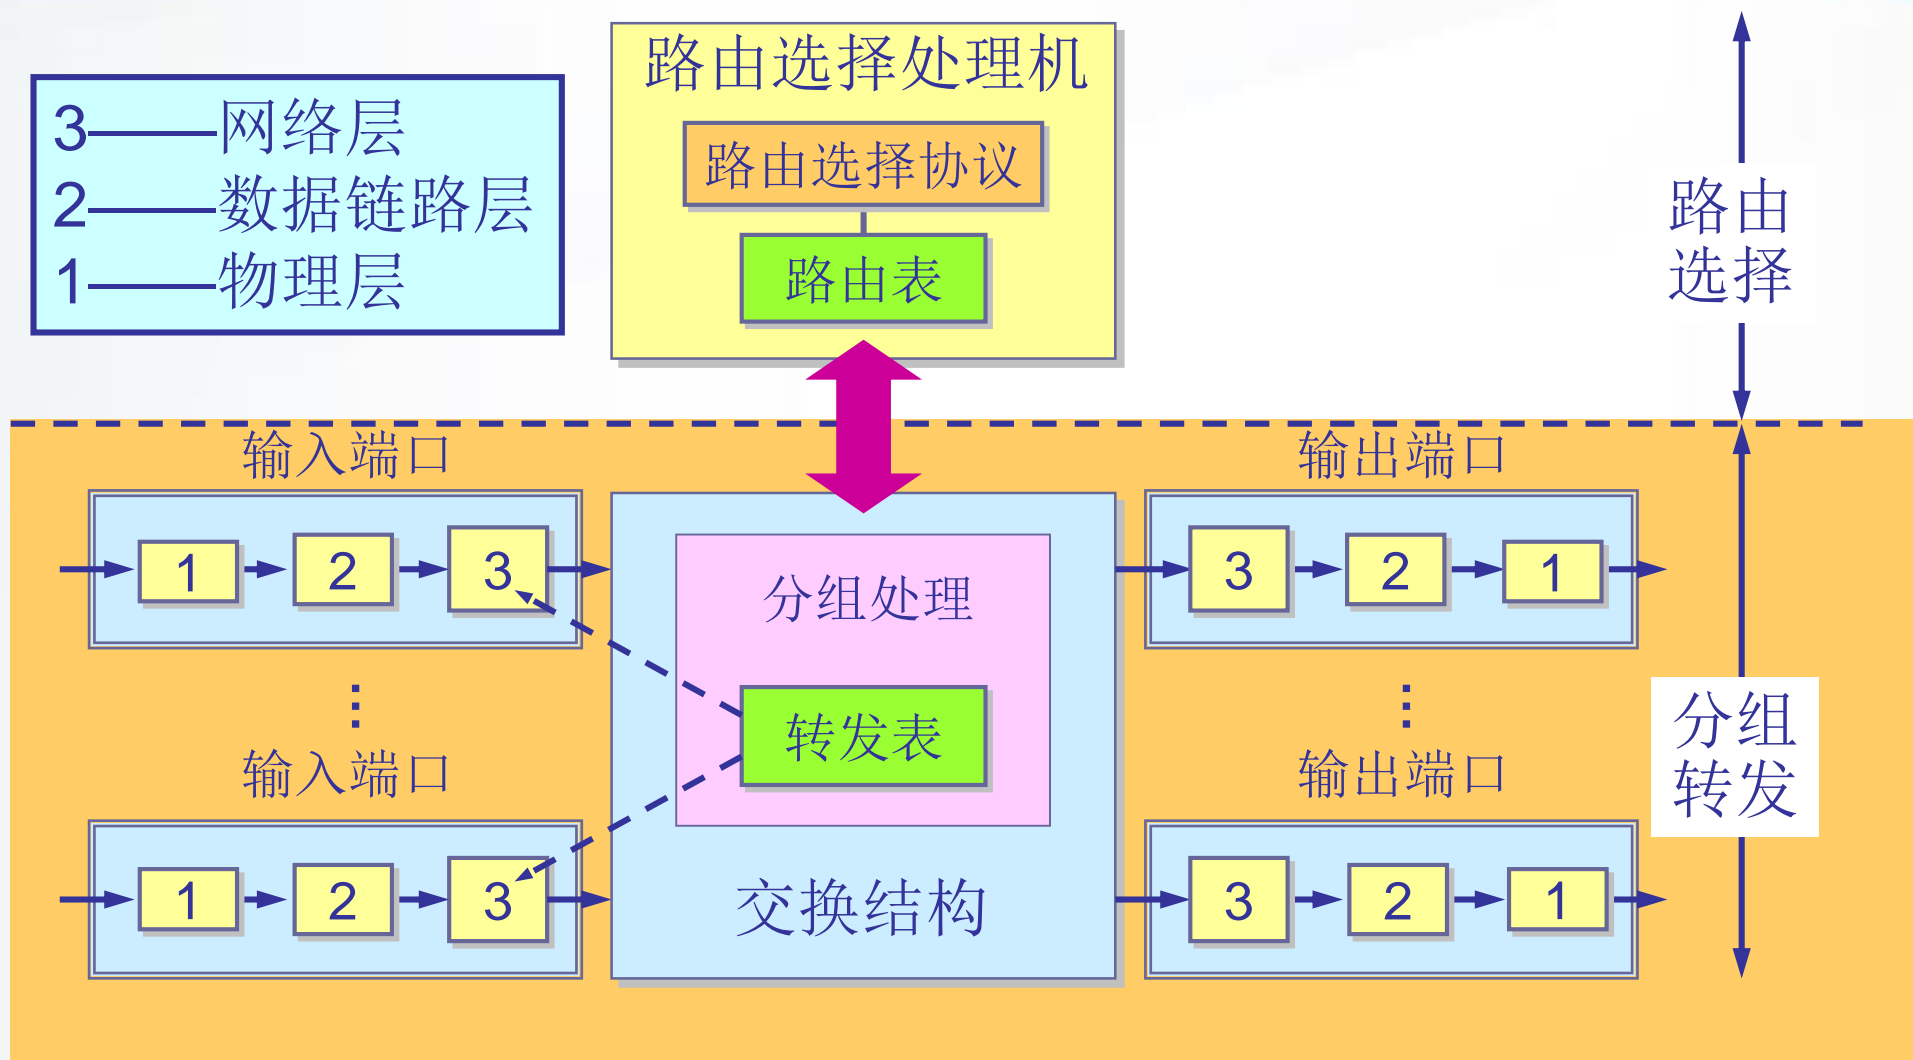 路由选择处理机
3——网络层
2——数据链路层
1——物理层
路由选择协议
路由表
路由
选择
输入端口
输出端口
1
2
3
分组处理
3
2
1
转发表
分组
转发
输入端口
输出端口
1
2
3
交换结构
3
2
1